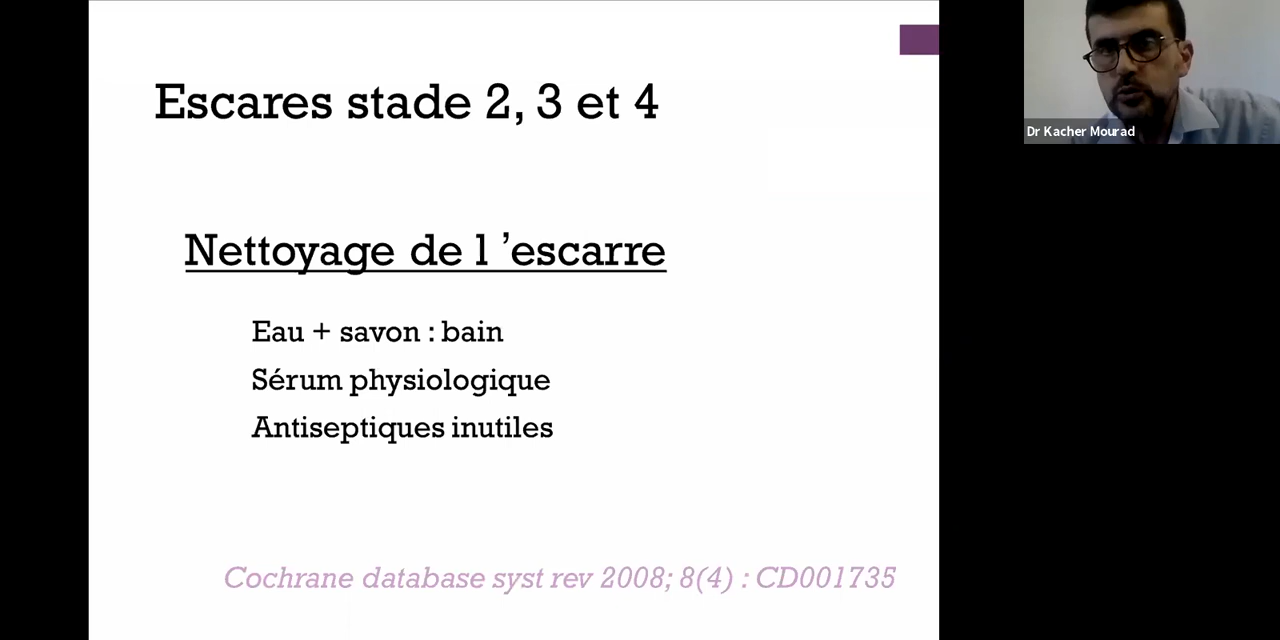 Escares stade 2, 3 et 4
Nettoyage de l ’escarre
Eau + savon : bain
Sérum physiologique
Antiseptiques inutiles
Cochrane database syst rev 2008; 8(4) : CD001735
Dr Kacher Mourad